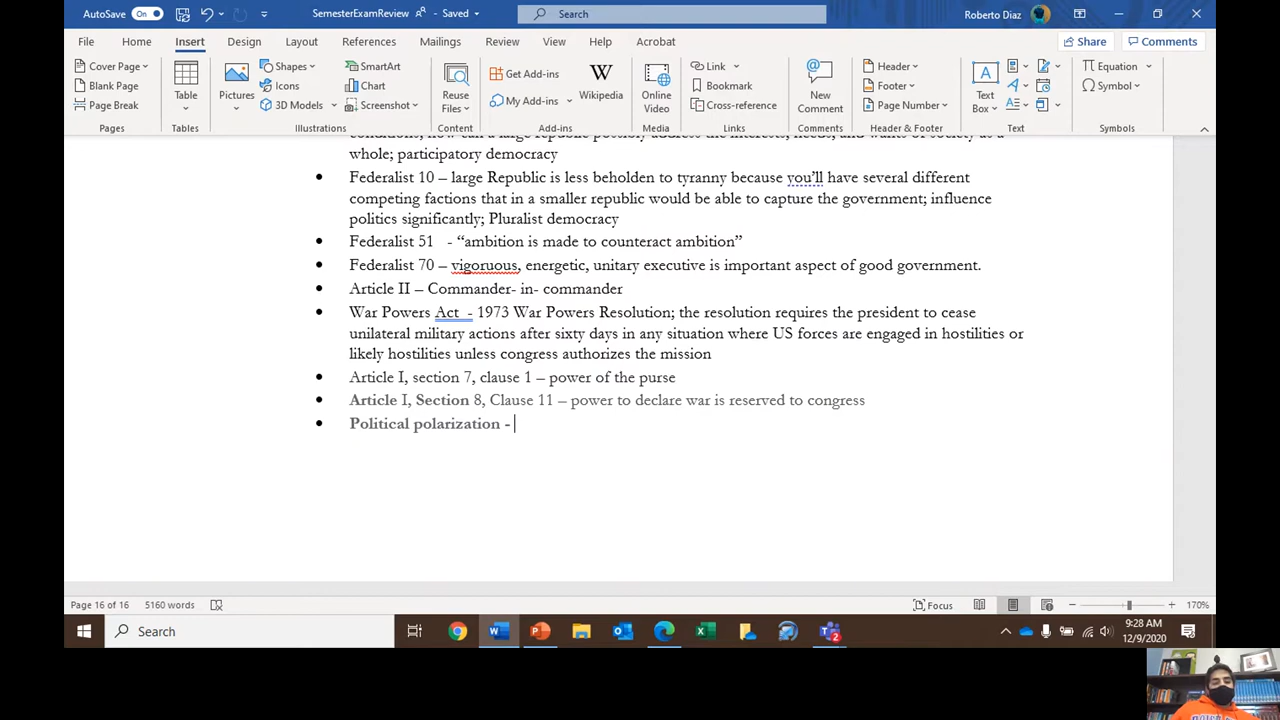 AutoSave On SemesterExamReview - Saved Search Roberto Diaz
File Home Insert Design Layout References Mailings Review View Help Acrobat Share Comments
Cover Page
Blank Page
Page Break
Pages
Table
Tables
Pictures
Shapes
Icons
3D Models
SmartArt
Chart
Screenshot
Illustrations
Reuse
Files
Content
Get Add-ins
My Add-ins
Wikipedia
Add-ins
Online
Video
Media
Link
Bookmark
Cross-reference
Links
New
Comment
Comments
Header
Footer
Page Number
Header & Footer
Text
Box
Text
Equation
Symbol
Symbols
whole; participatory democracy
• Federalist 10 – large Republic is less beholden to tyranny because you'll have several different
competing factions that in a smaller republic would be able to capture the government; influence
politics significantly; Pluralist democracy
• Federalist 51 - “ambition is made to counteract ambition”
• Federalist 70 – vigoruous, energetic, unitary executive is important aspect of good government.
• Article II – Commander- in- commander
• War Powers Act - 1973 War Powers Resolution; the resolution requires the president to cease
unilateral military actions after sixty days in any situation where US forces are engaged in hostilities or
likely hostilities unless congress authorizes the mission
• Article I, section 7, clause 1 – power of the purse
• Article I, Section 8, Clause 11 – power to declare war is reserved to congress
• Political polarization -
Page 16 of 16 5160 words Focus 170%
Search
9:28 AM
12/9/2020